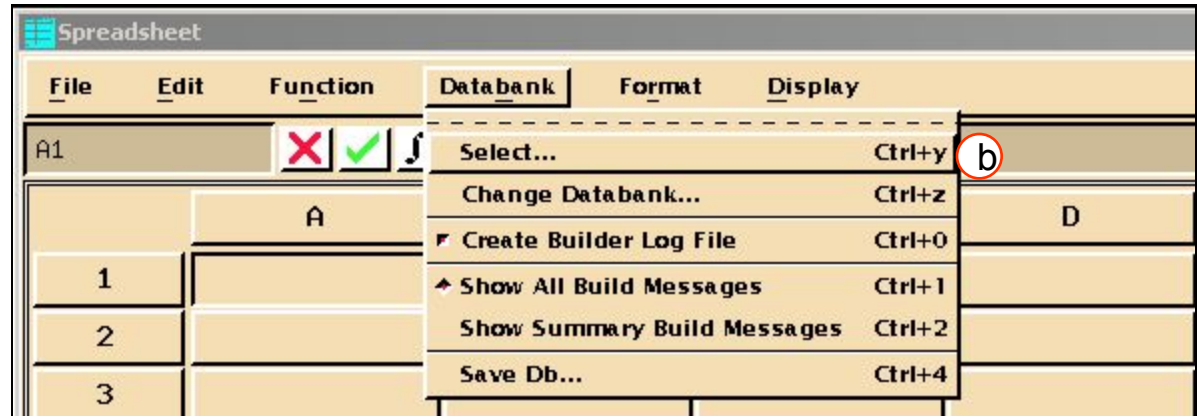 Spreadsheet
File Edit Function Databank Format Display
A1
Select... Ctrl+y b
Change Databank... Ctrl+z
A D
Create Builder Log File Ctrl+0
1 Show All Build Messages Ctrl+1
2 Show Summary Build Messages Ctrl+2
3 Save Db... Ctrl+4